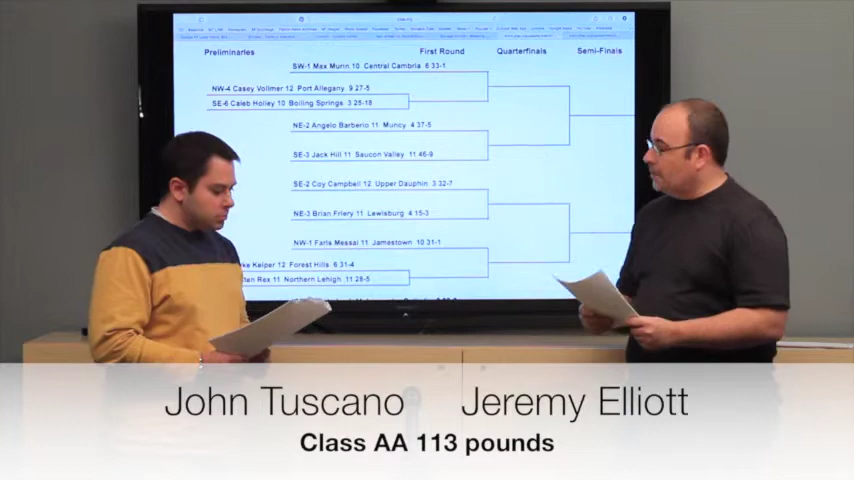 Preliminaries First Round Quarterfinals Semi-Finals
SW-1 Max Murin 10 Central Cambria 6 33-1
NW-4 Casey Vollmer 12 Port Allegany 9 27-5
SE-6 Caleb Holley 10 Boiling Springs 3 25-18
NE-2 Angelo Barberio 11 Muncy 4 37-5
SE-3 Jack Hill 11 Saucon Valley 11 46-9
SE-2 Coy Campbell 12 Upper Dauphin 3 32-7
NE-3 Brian Friery 11 Lewisburg 4 15-3
NW-1 Faris Messai 11 Jamestown 10 31-1
Keiper 12 Forest Hills 6 31-4
Rex 11 Northern Lehigh 11 28-5
John Tuscano Jeremy Elliott
Class AA 113 pounds